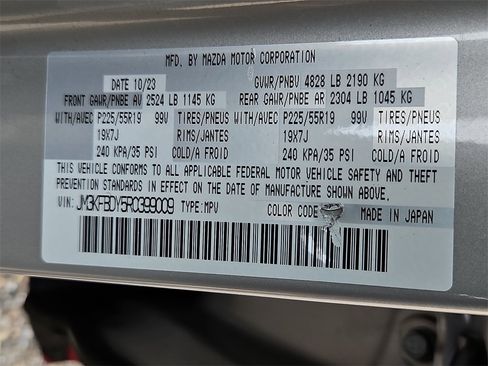 MFD. BY MAZDA MOTOR CORPORATION
DATE 10/23 GVWR/PNBV 4828 LB 2190 KG
FRONT GAWR/PNBE AV 2524 LB 1145 KG REAR GAWR/PNBE AR 2304 LB 1045 KG
WITH/AVEC P225/55R19 99V TIRES/PNEUS WITH/AVEC P225/55R19 99V TIRES/PNEUS
19X7J RIMS/JANTES 19X7J RIMS/JANTES
240 KPA/35 PSI COLD/A FROID 240 KPA/35 PSI COLD/A FROID
THIS VEHICLE CONFORMS TO ALL APPLICABLE FEDERAL MOTOR VEHICLE SAFETY AND THEFT
PREVENTION STANDARDS IN EFFECT ON THE DATE OF MANUFACTURE SHOWN ABOVE.
VIN: JM3KFBDY5R0399009 TYPE:MPV COLOR CODE: MADE IN JAPAN